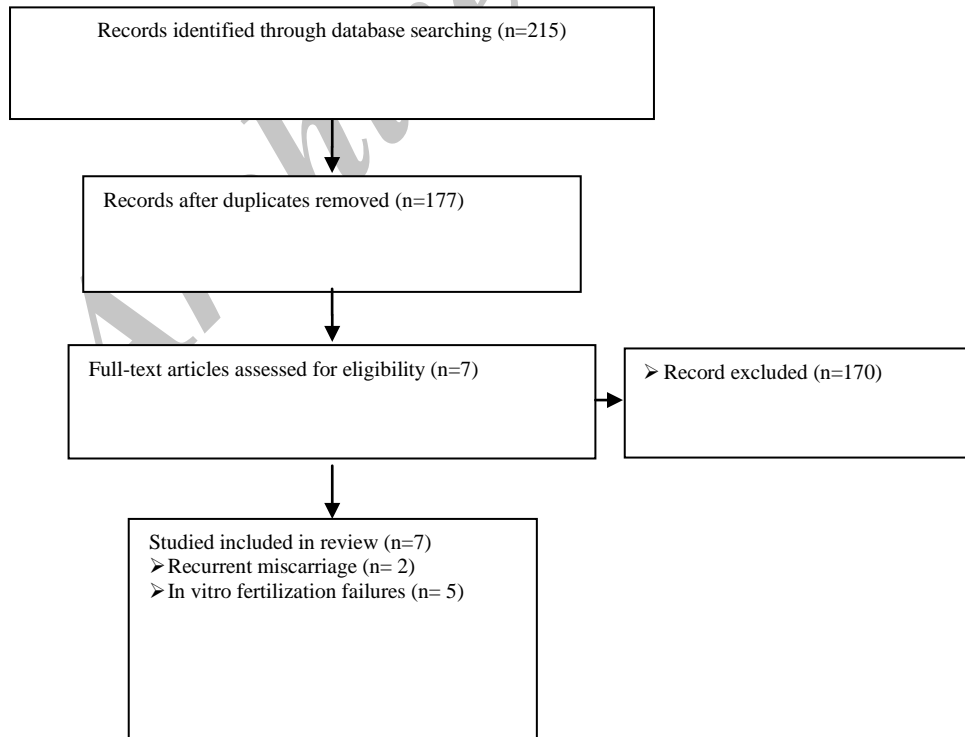 Records identified through database searching (n=215)
Records after duplicates removed (n=177)
Full-text articles assessed for eligibility (n=7)
➢ Record excluded (n=170)
Studied included in review (n=7)
➢ Recurrent miscarriage (n= 2)
➢ In vitro fertilization failures (n= 5)